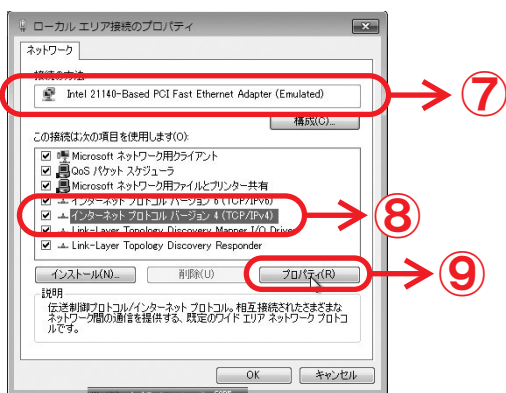 ローカル エリア接続のプロパティ
ネットワーク
接続の方法:
Intel 21140-Based PCI Fast Ethernet Adapter (Emulated)
⑦
構成(C)...
この接続は次の項目を使用します(O):
Microsoft ネットワーク用クライアント
QoS パケット スケジューラ
Microsoft ネットワーク用ファイルとプリンター共有
インターネット プロトコル バージョン 6 (TCP/IPv6)
インターネット プロトコル バージョン 4 (TCP/IPv4)
⑧
Link-Layer Topology Discovery Mapper I/O Driver
Link-Layer Topology Discovery Responder
インストール(N)...
削除(U)
プロパティ(R)
⑨
説明
伝送制御プロトコル/インターネット プロトコル。相互接続されたさまざまな
ネットワーク間の通信を提供する、既定のワイド エリア ネットワーク プロトコ
ルです。
OK
キャンセル